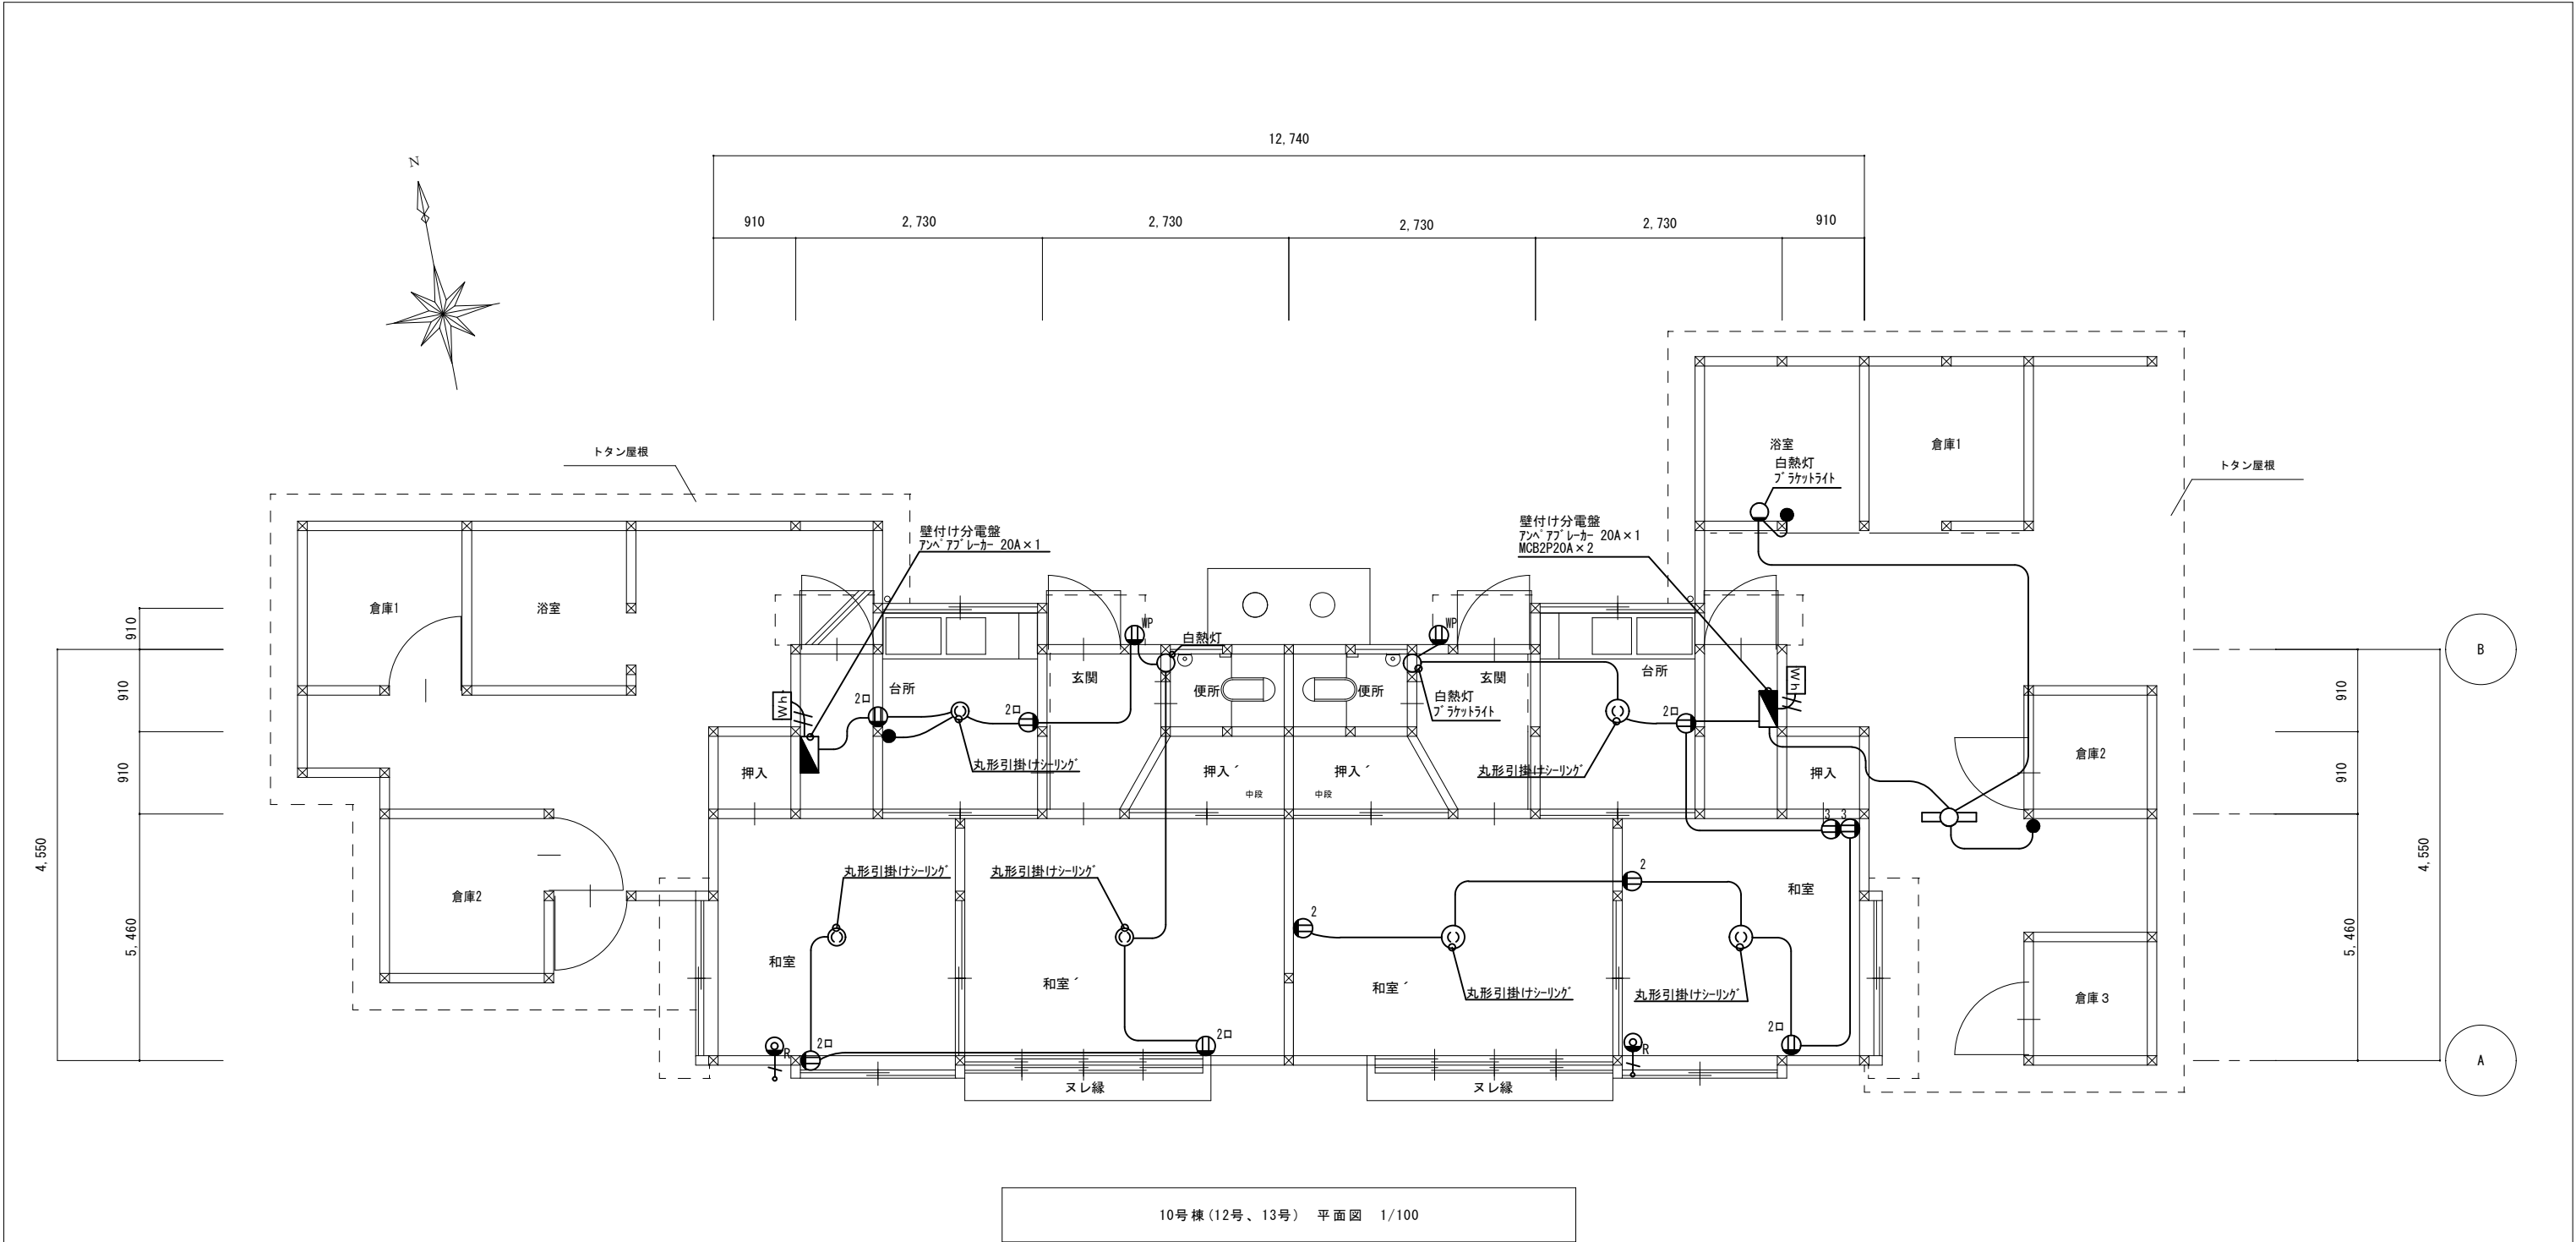 N
12,740
910
2,730
2,730
2,730
2,730
910
トタン屋根
トタン屋根
浴室
白熱灯
ブラケットライト
倉庫1
壁付け分電盤
アンペアブレーカー 20A×1
壁付け分電盤
アンペアブレーカー 20A×1
MCB2P20A×2
倉庫1
浴室
WP
白熱灯
WP
台所
玄関
便所
便所
白熱灯
ブラケットライト
玄関
台所
Wh
2ロ
2ロ
2ロ
Wh
押入
丸形引掛けシーリング
押入´
中段
押入´
中段
丸形引掛けシーリング
押入
倉庫2
3
3
丸形引掛けシーリング
丸形引掛けシーリング
2
和室
倉庫2
2
和室
和室´
和室´
丸形引掛けシーリング
丸形引掛けシーリング
倉庫3
R
2ロ
2ロ
R
2ロ
ヌレ縁
ヌレ縁
910
910
910
5,460
4,550
910
910
5,460
4,550
B
A
10号棟(12号、13号) 平面図 1/100